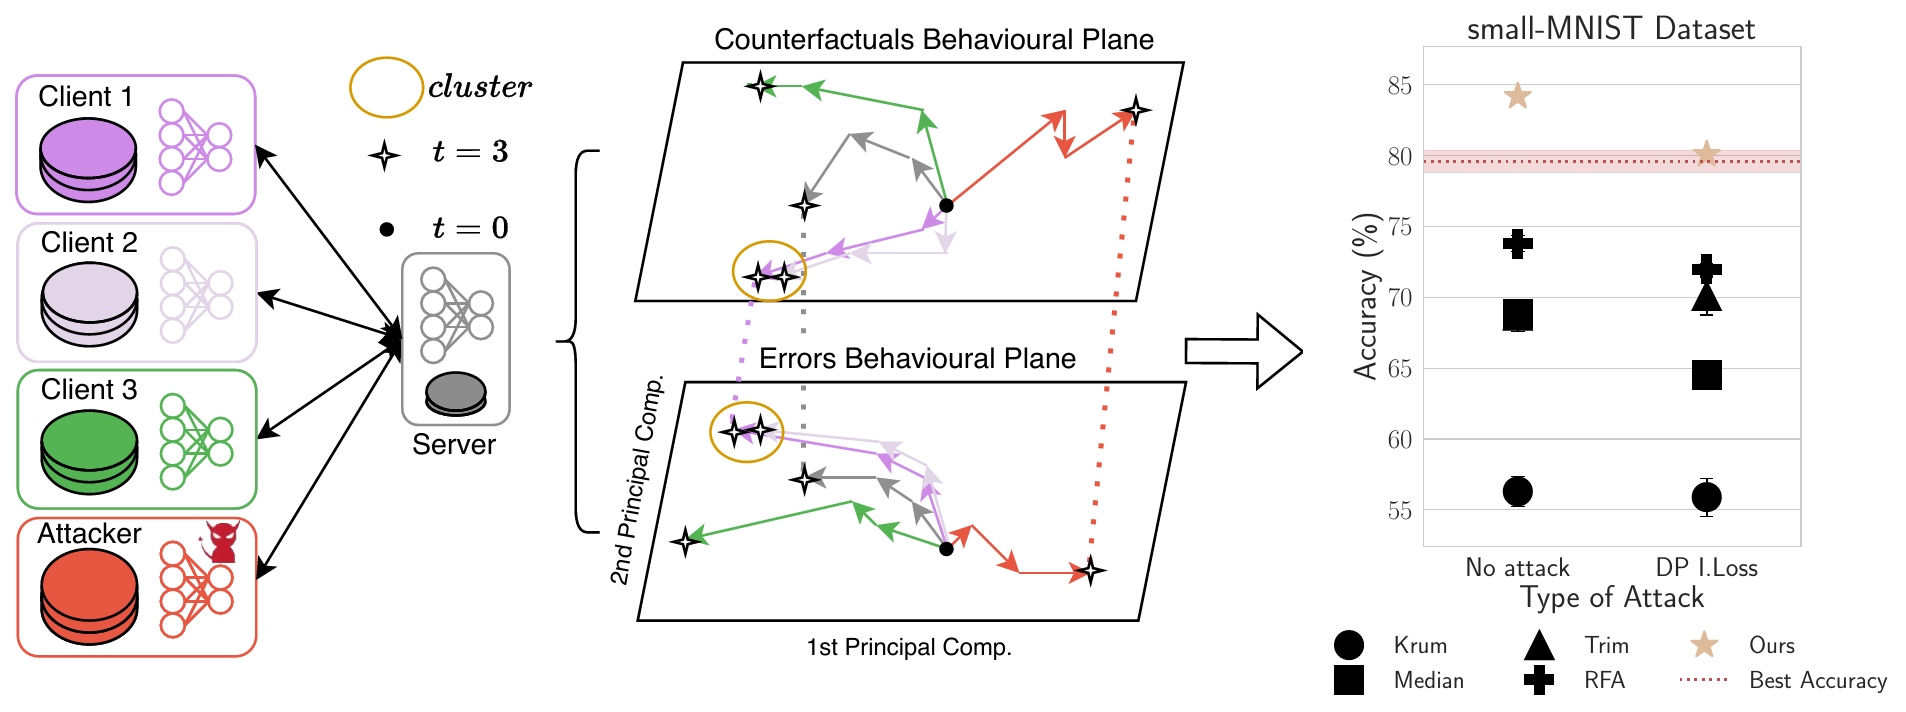 Client 1
Client 2
Client 3
Attacker
cluster
t = 3
t = 0
Server
Counterfactuals Behavioural Plane
Errors Behavioural Plane
2nd Principal Comp.
1st Principal Comp.
small-MNIST Dataset
Accuracy (%)
85
80
75
70
65
60
55
No attack
DP I.Loss
Type of Attack
Krum
Trim
Ours
Median
RFA
Best Accuracy